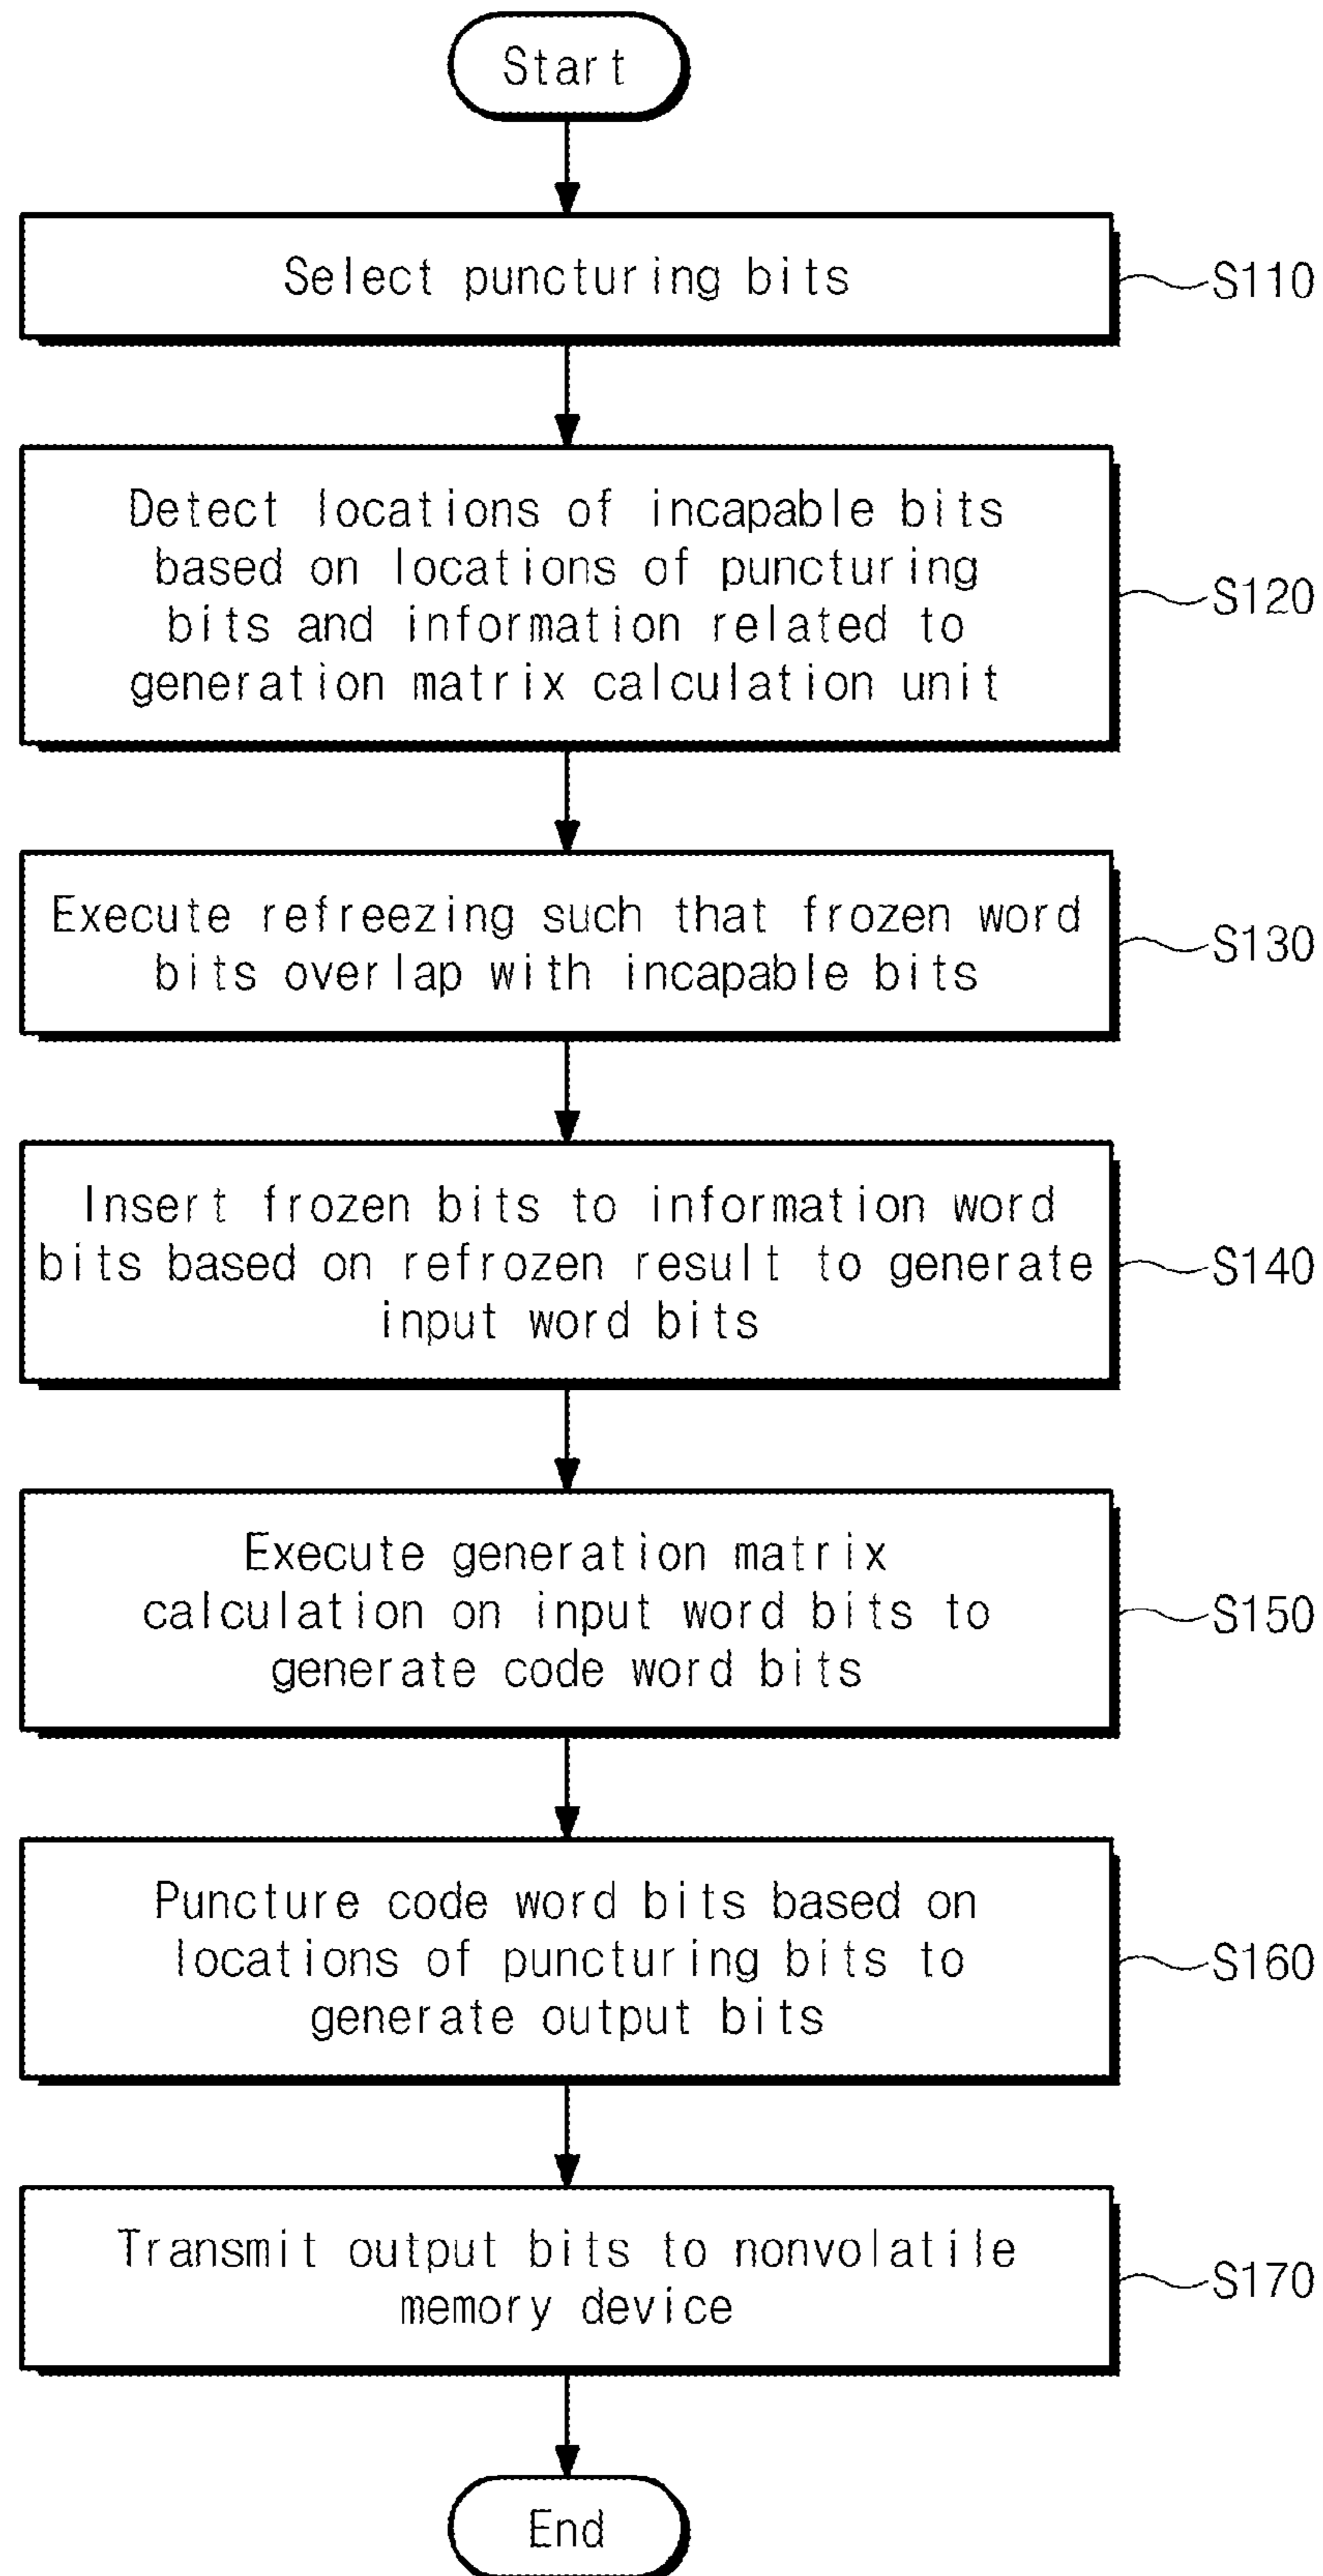 Start
Select puncturing bits
S110
Detect locations of incapable bits
based on locations of puncturing
bits and information related to
generation matrix calculation unit
S120
Execute refreezing such that frozen word
bits overlap with incapable bits
S130
Insert frozen bits to information word
bits based on refrozen result to generate
input word bits
S140
Execute generation matrix
calculation on input word bits to
generate code word bits
S150
Puncture code word bits based on
locations of puncturing bits to
generate output bits
S160
Transmit output bits to nonvolatile
memory device
S170
End